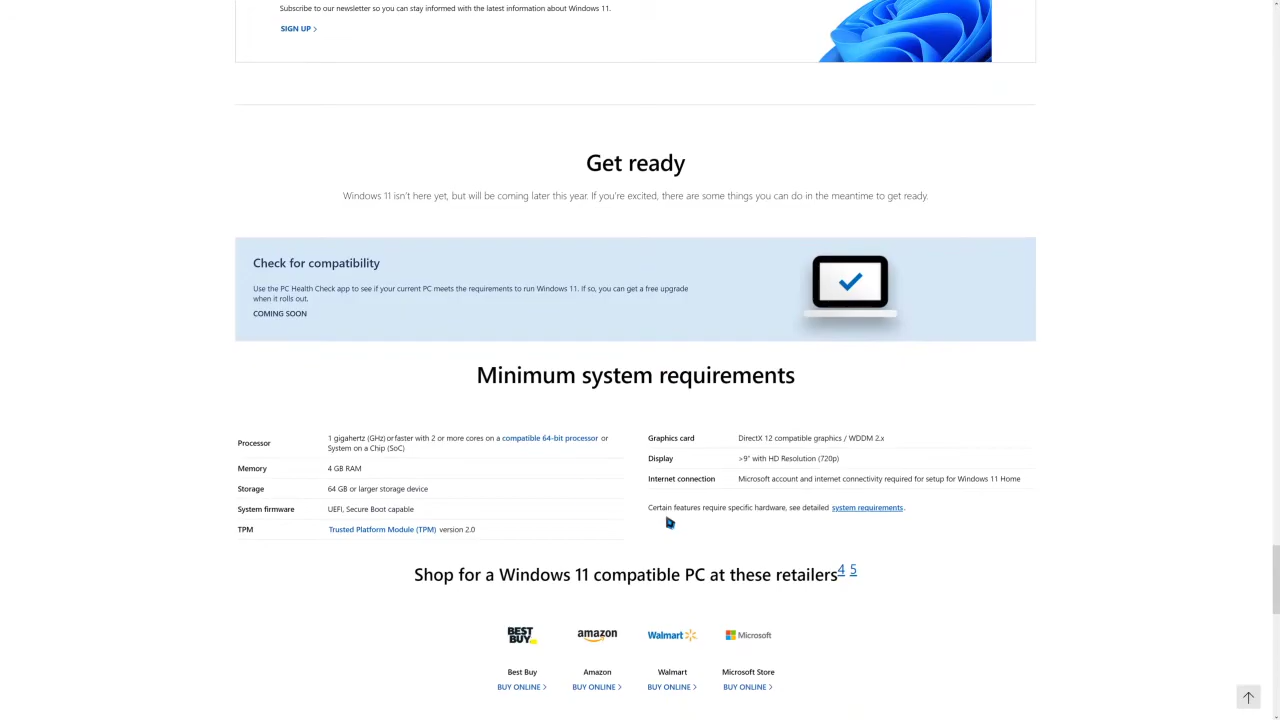 Subscribe to our newsletter so you can stay informed with the latest information about Windows 11.
SIGN UP >
Get ready
Windows 11 isn't here yet, but will be coming later this year. If you're excited, there are some things you can do in the meantime to get ready.
Check for compatibility
Use the PC Health Check app to see if your current PC meets the requirements to run Windows 11. If so, you can get a free upgrade
when it rolls out.
COMING SOON
Minimum system requirements
Processor
1 gigahertz (GHz) or faster with 2 or more cores on a compatible 64-bit processor or
System on a Chip (SoC)
Memory 4 GB RAM
Storage 64 GB or larger storage device
System firmware UEFI, Secure Boot capable
TPM Trusted Platform Module (TPM) version 2.0
Graphics card DirectX 12 compatible graphics / WDDM 2.x
Display >9" with HD Resolution (720p)
Internet connection Microsoft account and internet connectivity required for setup for Windows 11 Home
Certain features require specific hardware, see detailed system requirements.
Shop for a Windows 11 compatible PC at these retailers4 5
BEST BUY amazon Walmart Microsoft
Best Buy Amazon Walmart Microsoft Store
BUY ONLINE > BUY ONLINE > BUY ONLINE > BUY ONLINE >